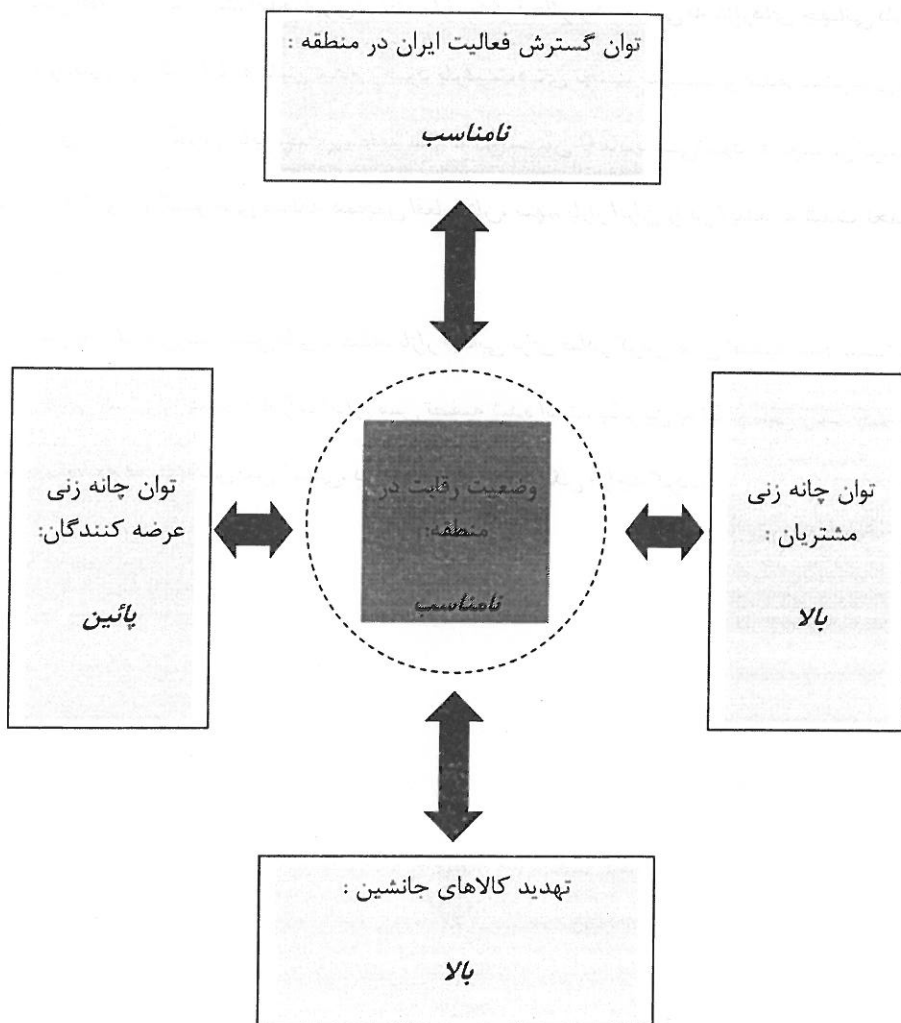 توان گسترش فعالیت ایران در منطقه :
نامناسب
توان چانه زنی
مشتریان :
بالا
وضعیت رقابت در
منطقه:
نامناسب
توان چانه زنی
عرضه کنندگان:
پائین
تهدید کالاهای جانشین :
بالا